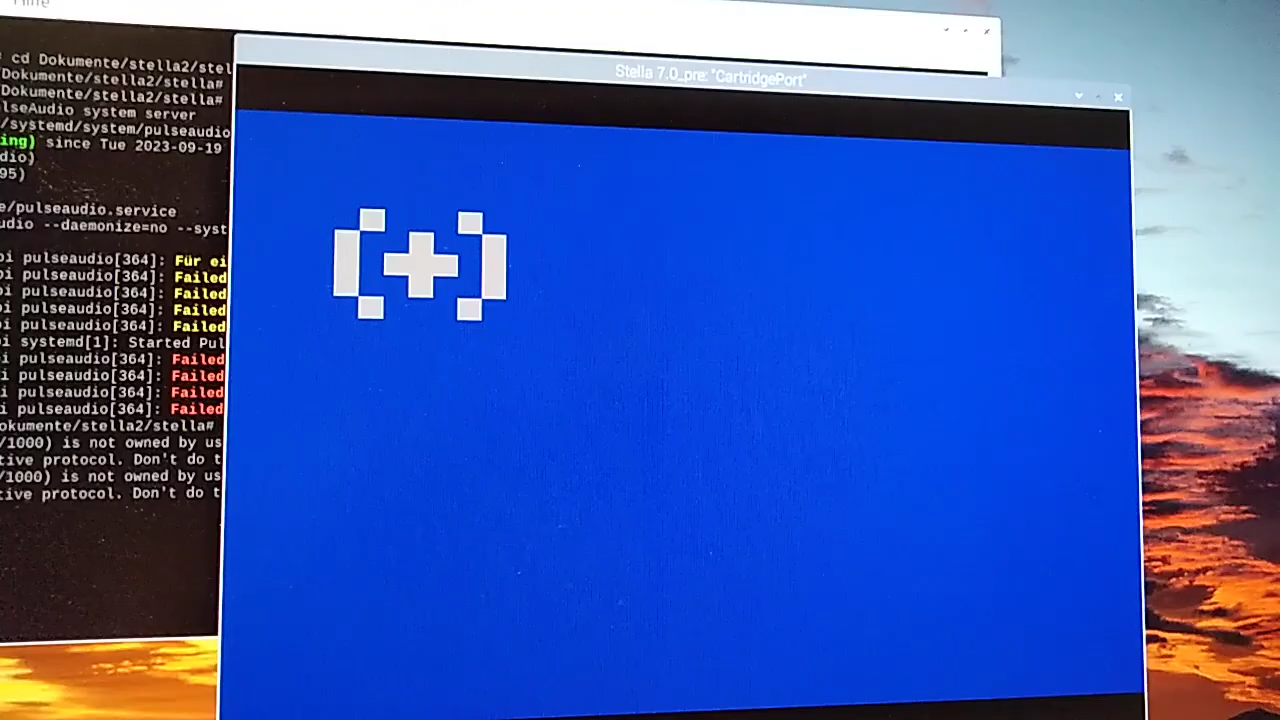 Hilfe
cd Dokumente/stella2/stel
Dokumente/stella2/stella#
Dokumente/stella2/stella#
lseAudio system server
/systemd/system/pulseaudio
ing) since Tue 2023-09-19
dio)
95)
e/pulseaudio.service
udio --daemonize=no --syst
pi pulseaudio[364]: Für ei
pi pulseaudio[364]: Failed
pi pulseaudio[364]: Failed
pi pulseaudio[364]: Failed
pi pulseaudio[364]: Failed
pi systemd[1]: Started Pul
i pulseaudio[364]: Failed
i pulseaudio[364]: Failed
i pulseaudio[364]: Failed
i pulseaudio[364]: Failed
okumente/stella2/stella#
/1000) is not owned by us
tive protocol. Don't do t
/1000) is not owned by us
tive protocol. Don't do t
Stella 7.0_pre: "CartridgePort"
(+)